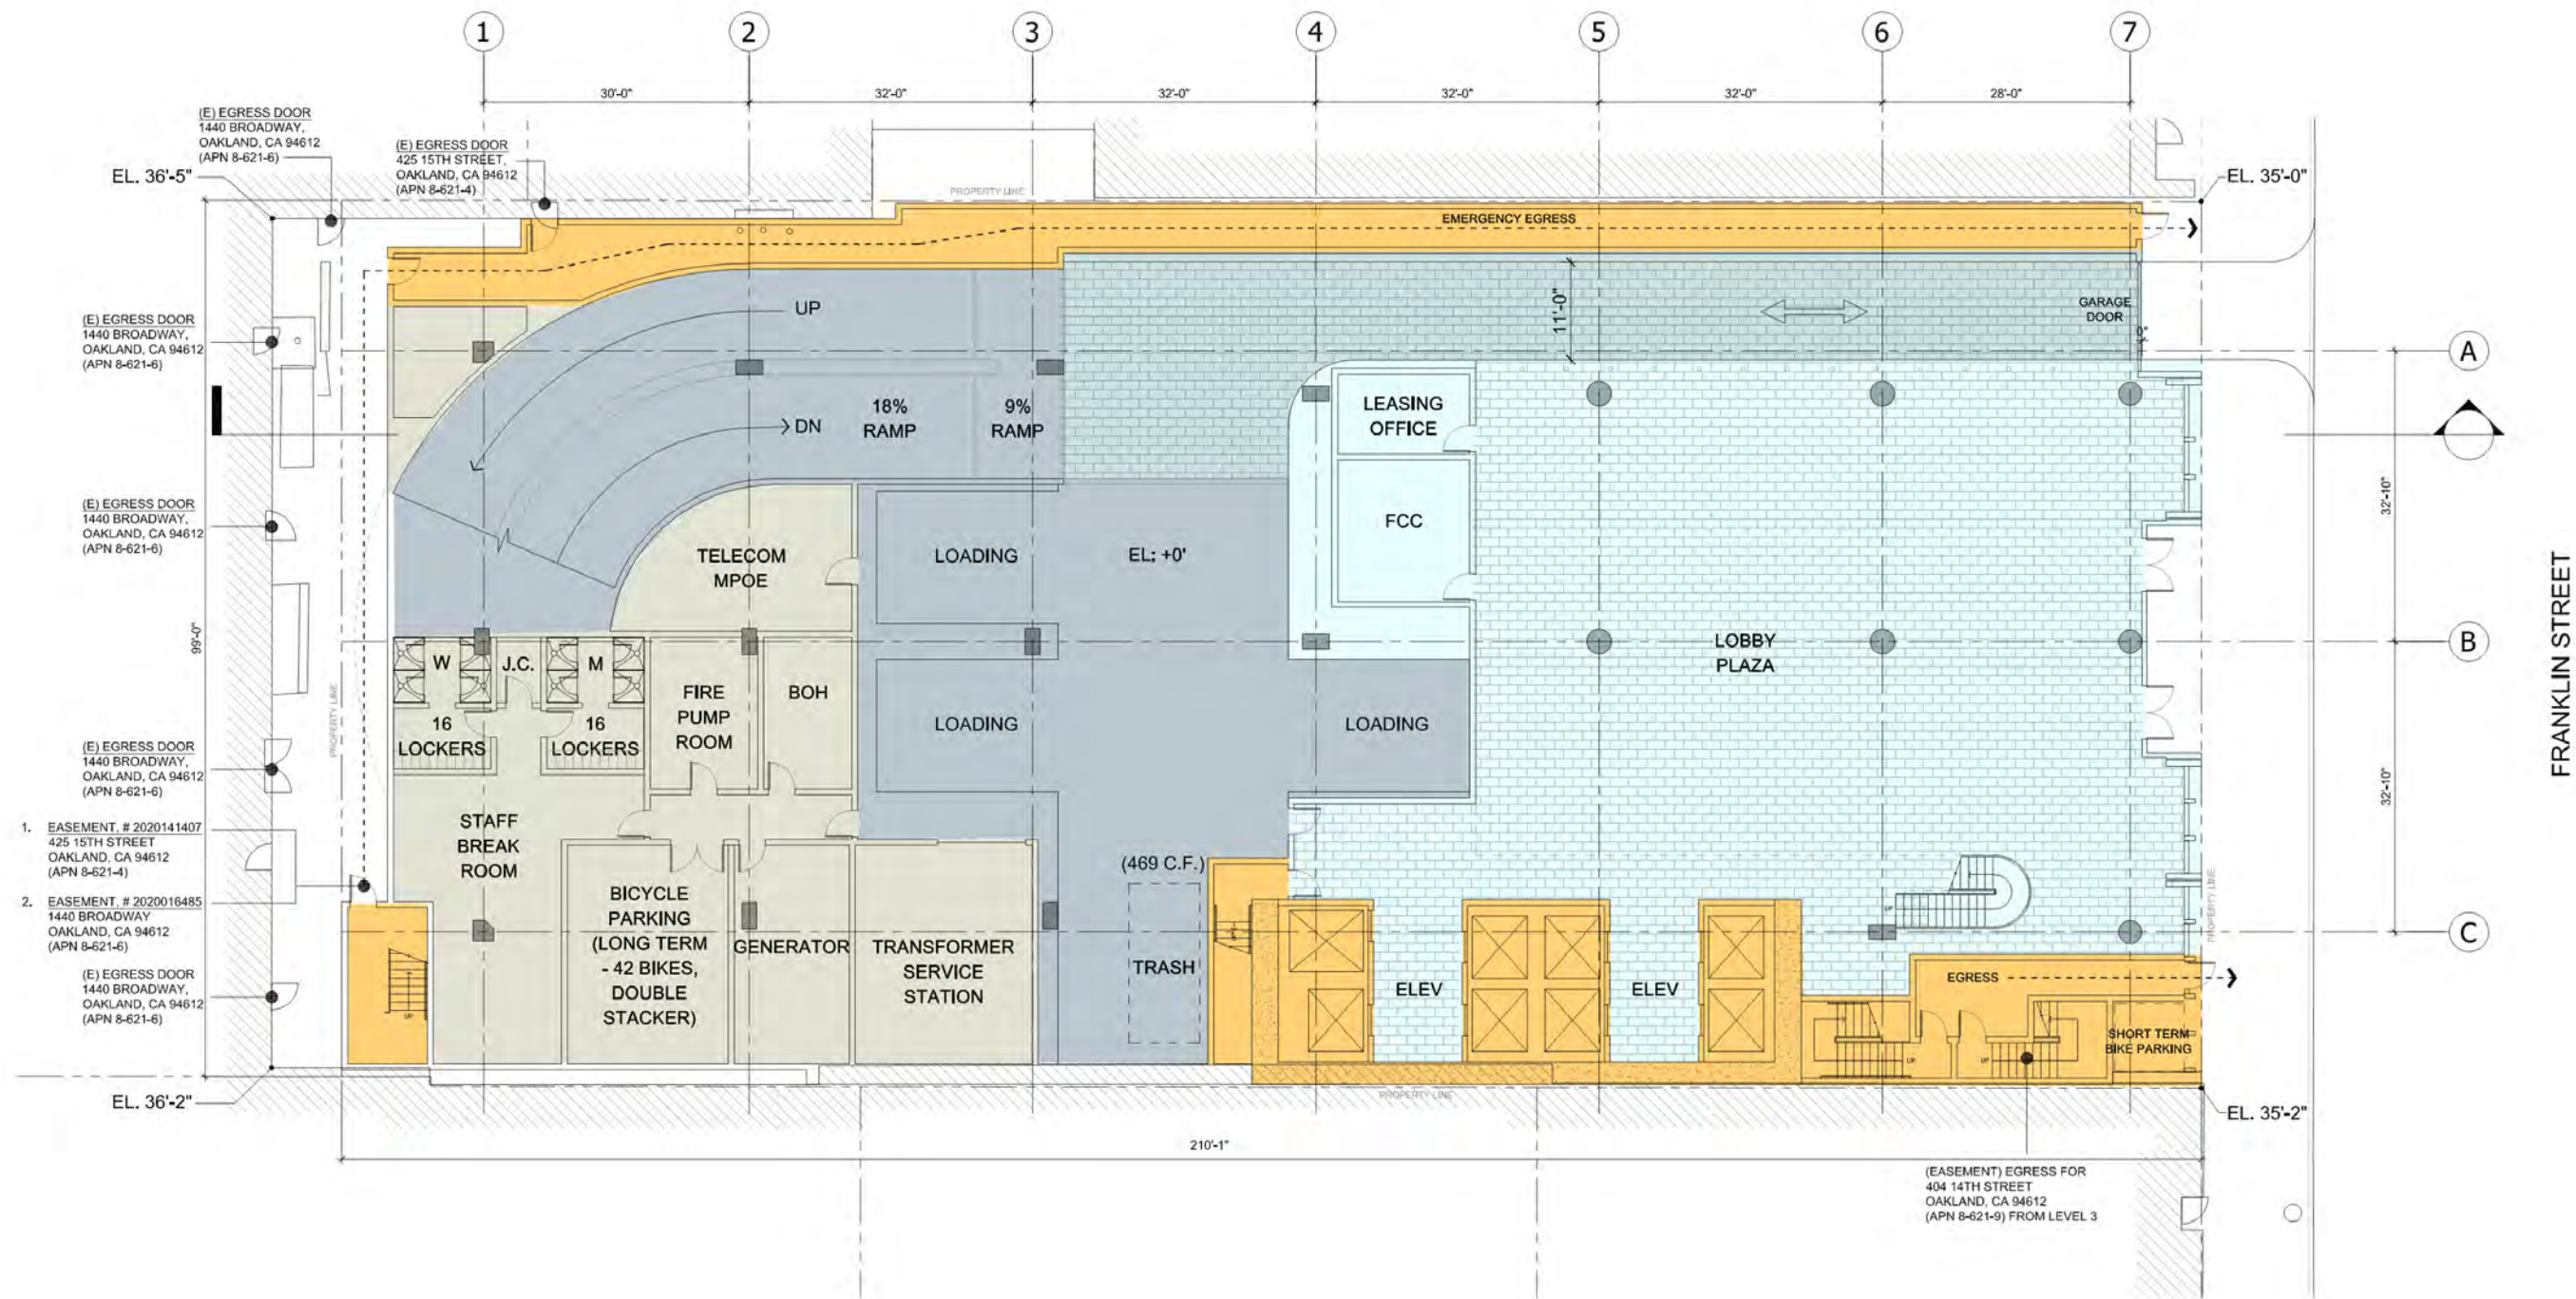 1
2
3
4
5
6
7
30'-0"
32'-0"
32'-0"
32'-0"
32'-0"
28'-0"
(E) EGRESS DOOR
1440 BROADWAY,
OAKLAND, CA 94612
(APN 8-621-6)
(E) EGRESS DOOR
425 15TH STREET,
OAKLAND, CA 94612
(APN 8-621-4)
EL. 36'-5"
PROPERTY LINE
EL. 35'-0"
EMERGENCY EGRESS
(E) EGRESS DOOR
1440 BROADWAY,
OAKLAND, CA 94612
(APN 8-621-6)
UP
11'-0"
GARAGE
DOOR
A
DN
18%
RAMP
9%
RAMP
LEASING
OFFICE
(E) EGRESS DOOR
1440 BROADWAY,
OAKLAND, CA 94612
(APN 8-621-6)
32'-10"
FCC
TELECOM
MPOE
LOADING
EL: +0'
FRANKLIN STREET
99'-0"
PROPERTY LINE
W
J.C.
M
16
LOCKERS
16
LOCKERS
FIRE
PUMP
ROOM
BOH
LOADING
LOADING
LOBBY
PLAZA
B
(E) EGRESS DOOR
1440 BROADWAY,
OAKLAND, CA 94612
(APN 8-621-6)
32'-10"
1. EASEMENT. # 2020141407
425 15TH STREET
OAKLAND, CA 94612
(APN 8-621-4)
2. EASEMENT. # 2020016485
1440 BROADWAY
OAKLAND, CA 94612
(APN 8-621-6)
STAFF
BREAK
ROOM
BICYCLE
PARKING
(LONG TERM
- 42 BIKES,
DOUBLE
STACKER)
GENERATOR
TRANSFORMER
SERVICE
STATION
(469 C.F.)
TRASH
UP
ELEV
ELEV
UP
PROPERTY LINE
C
EGRESS
(E) EGRESS DOOR
1440 BROADWAY,
OAKLAND, CA 94612
(APN 8-621-6)
UP
UP
UP
SHORT TERM
BIKE PARKING
EL. 36'-2"
PROPERTY LINE
EL. 35'-2"
210'-1"
(EASEMENT) EGRESS FOR
404 14TH STREET
OAKLAND, CA 94612
(APN 8-621-9) FROM LEVEL 3